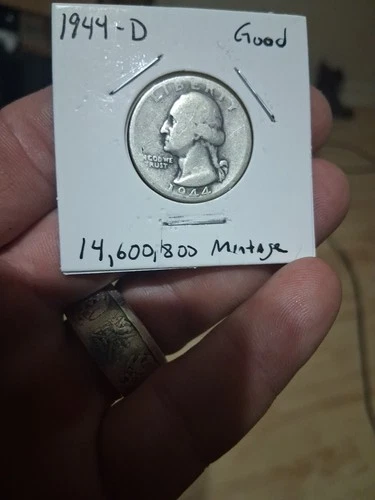 1944-D Good
LIBERTY
IN GOD WE
TRUST
1944
14,600,800 Mintage